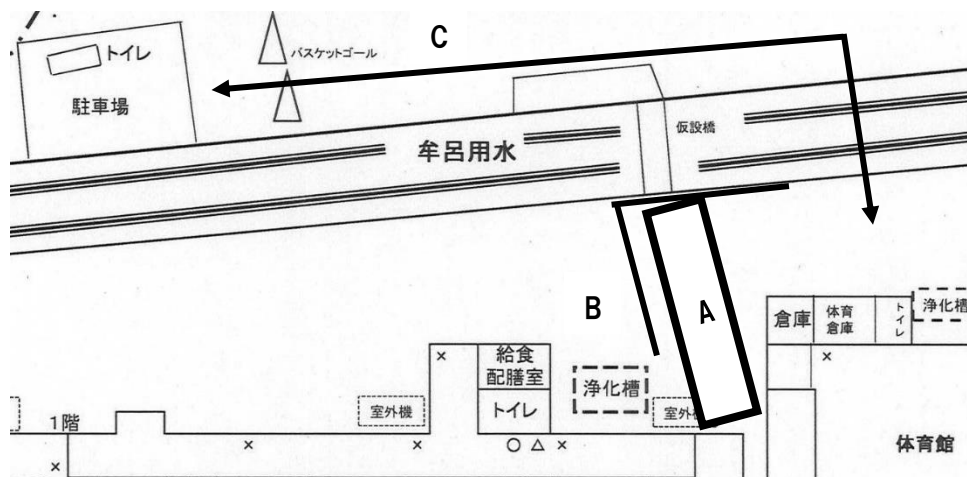 C
トイレ
バスケットゴール
駐車場
仮設橋
牟呂用水
B
A
倉庫
体育
倉庫
トイレ
浄化槽
給食
配膳室
浄化槽
トイレ
室外機
室外機
1階
体育館